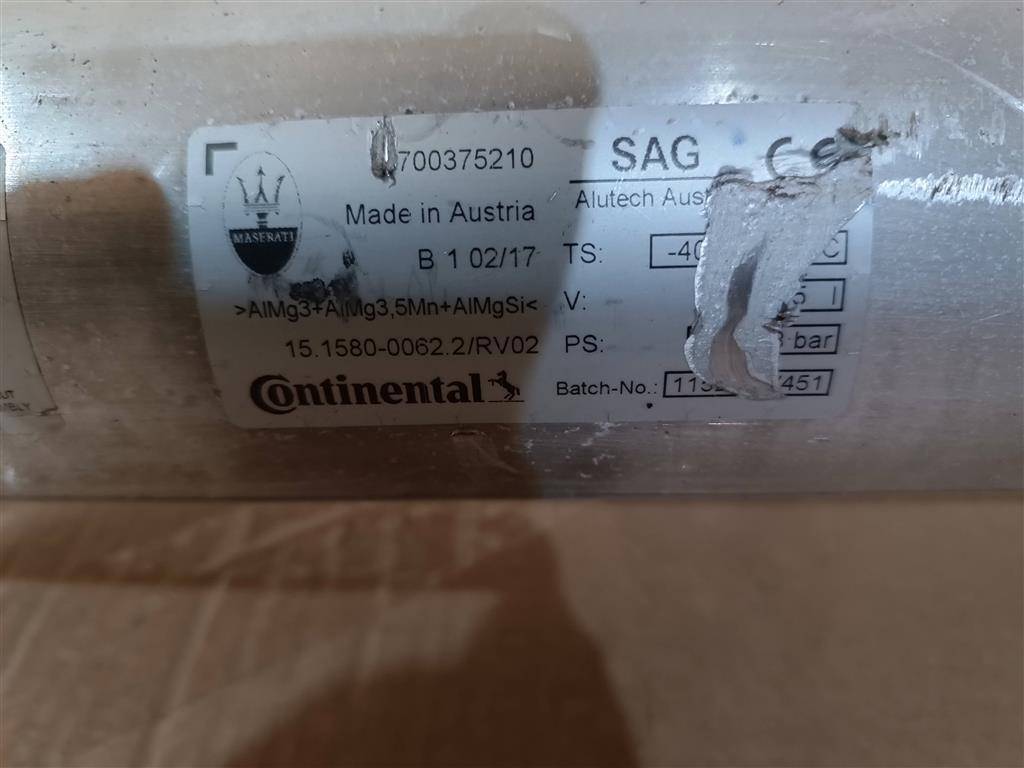 700375210
Made in Austria
B 1 02/17
>AlMg3+AlMg3,5Mn+AlMgSi<
15.1580-0062.2/RV02
Continental
MASERATI
SAG CE
Alutech
TS: -40 C
V: l
PS: bar
Batch-No.: 451